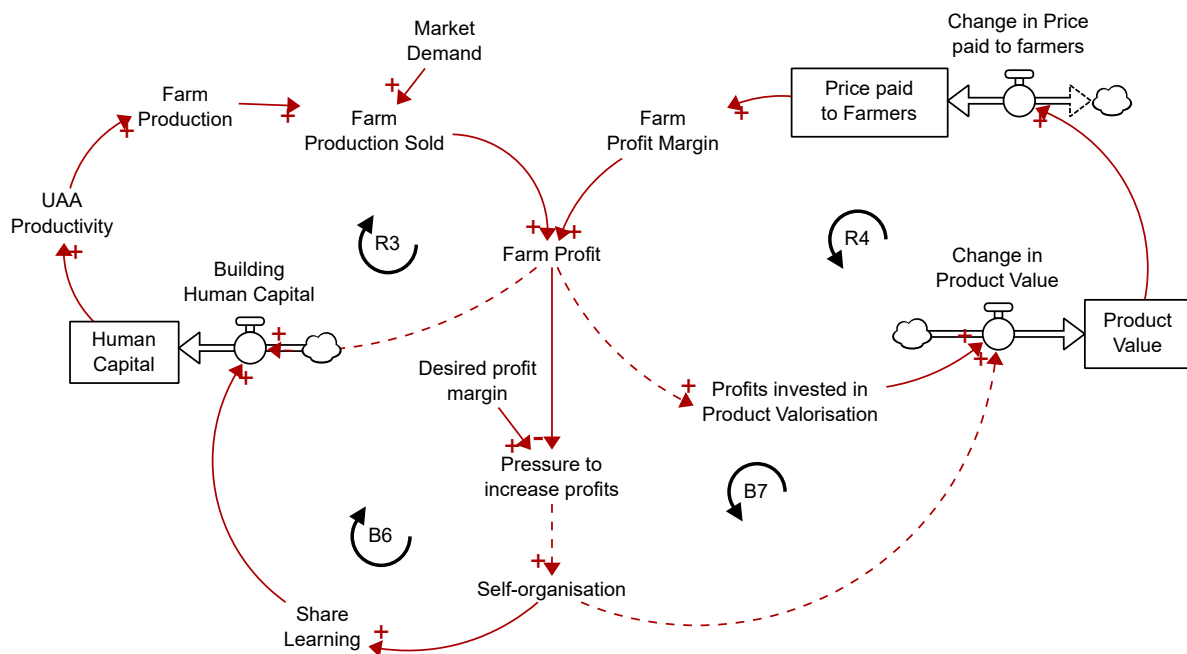 Market
Demand
Change in Price
paid to farmers
Farm
Production
+
+
+
Farm
Production Sold
Farm
Profit Margin
+
Price paid
to Farmers
+
UAA
Productivity
+
R3
R4
+
+
Farm Profit
Building
Human Capital
+
Change in
Product Value
Human
Capital
+
+
+
Product
Value
Desired profit
margin
+
Profits invested in
Product Valorisation
+
-
Pressure to
increase profits
B7
B6
+
Self-organisation
Share
Learning
+